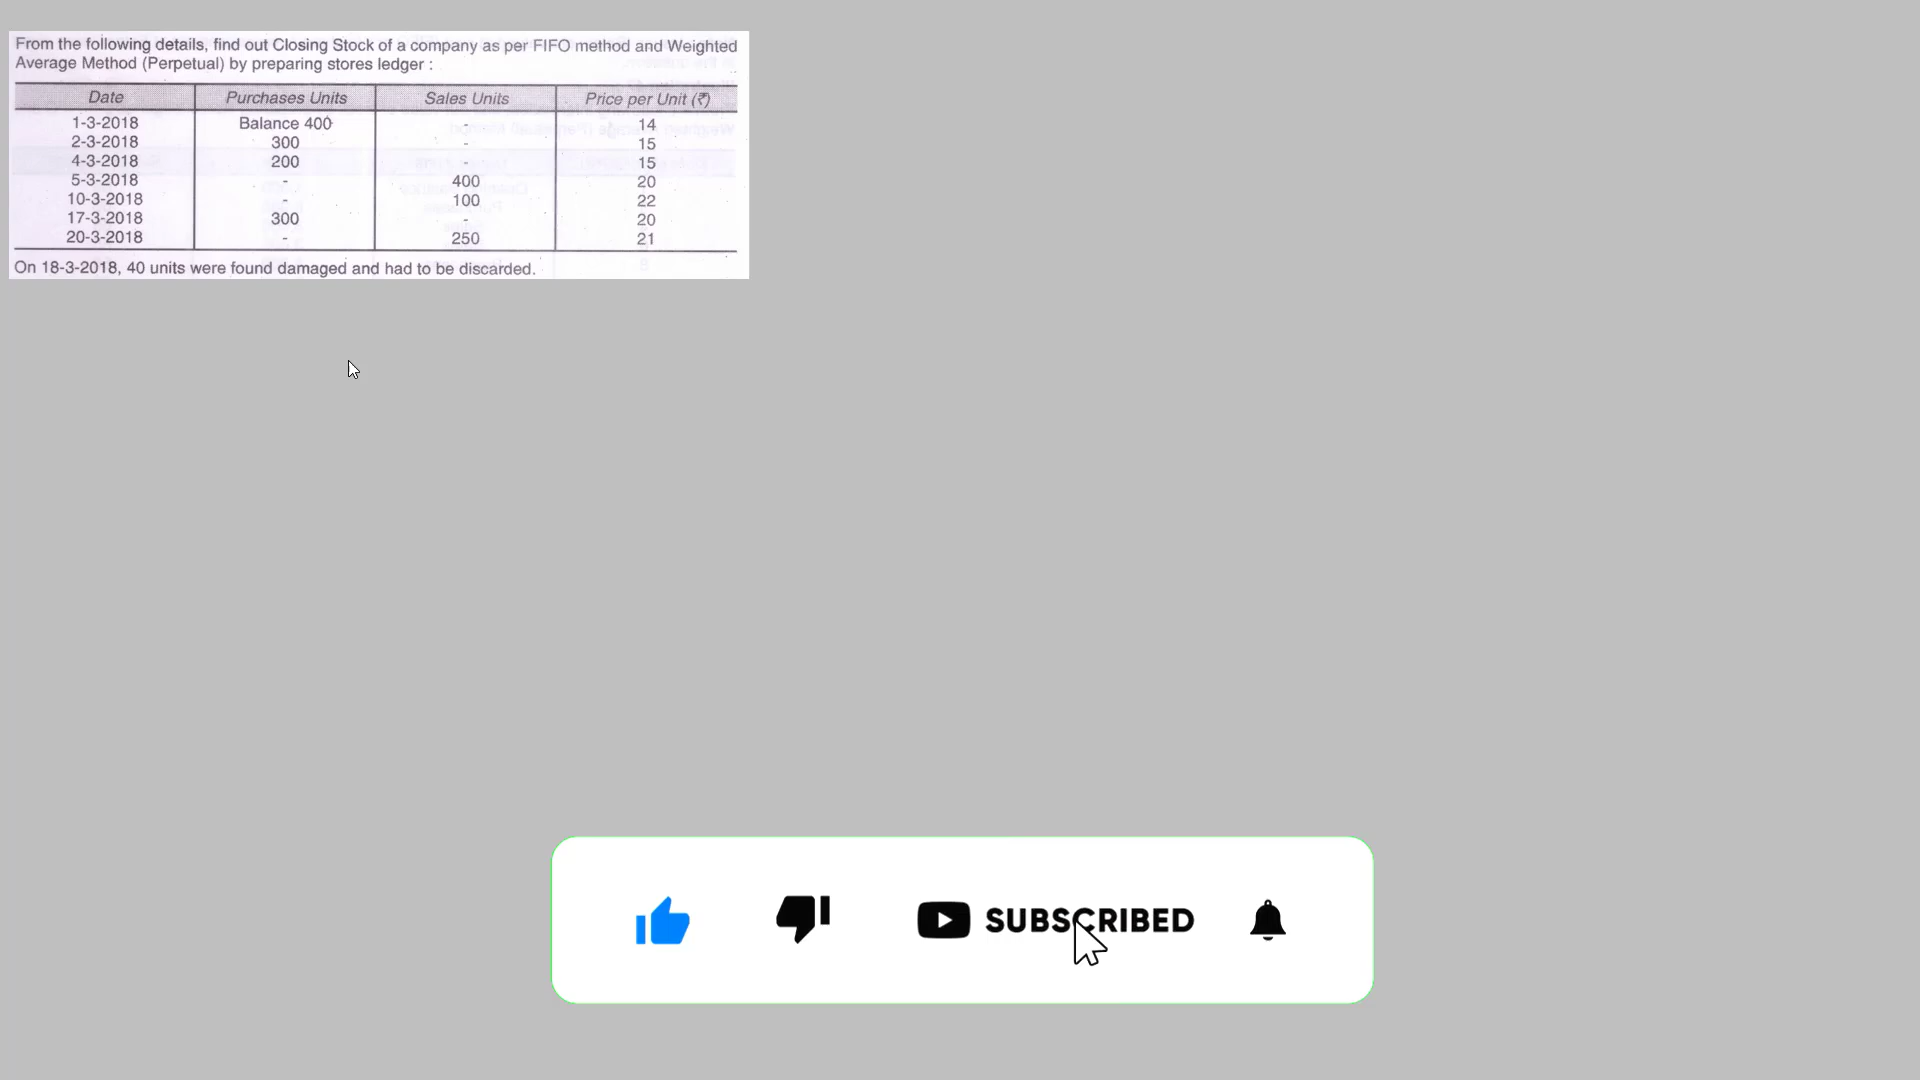 From the following details, find out Closing Stock of a company as per FIFO method and Weighted
Average Method (Perpetual) by preparing stores ledger :
Date Purchases Units Sales Units Price per Unit (₹)
1-3-2018 Balance 400 - 14
2-3-2018 300 - 15
4-3-2018 200 - 15
5-3-2018 - 400 20
10-3-2018 - 100 22
17-3-2018 300 - 20
20-3-2018 - 250 21
On 18-3-2018, 40 units were found damaged and had to be discarded.
SUBSCRIBED